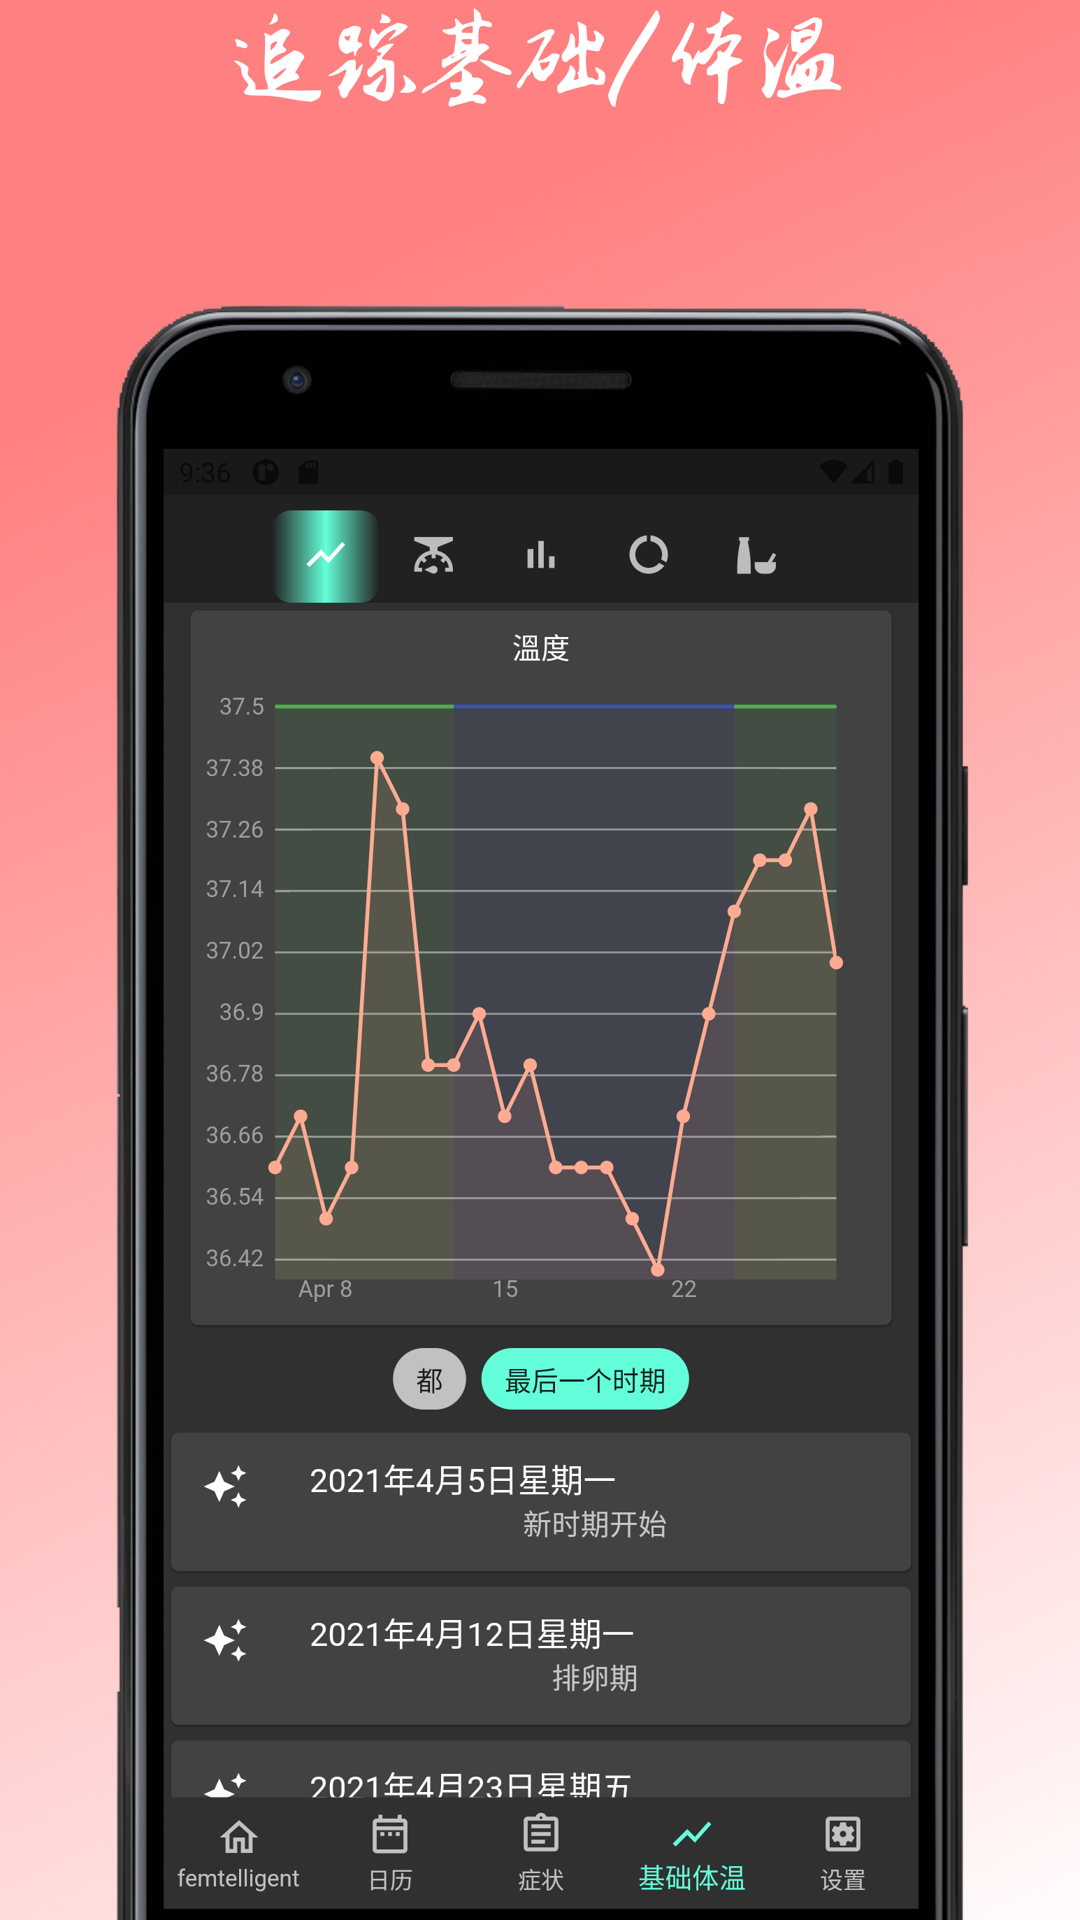 追踪基础/体温
9:36
溫度
37.5
37.38
37.26
37.14
37.02
36.9
36.78
36.66
36.54
36.42
Apr 8 15 22
都 最后一个时期
2021年4月5日星期一
新时期开始
2021年4月12日星期一
排卵期
2021年4月23日星期五
femtelligent 日历 症状 基础体温 设置